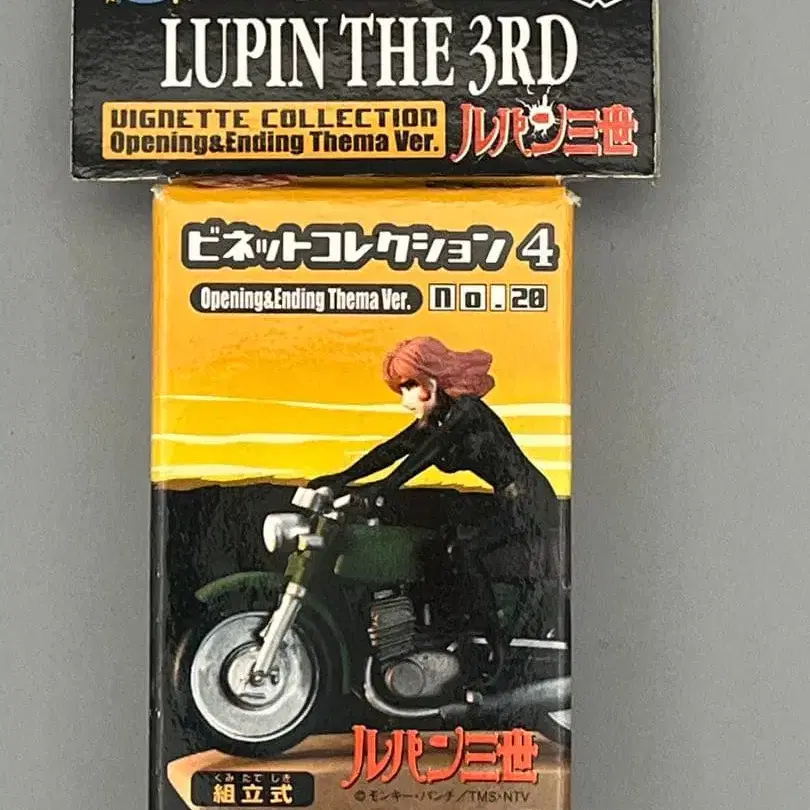 LUPIN THE 3RD
VIGNETTE COLLECTION
Opening&Ending Thema Ver.
ルパン三世
ビネットコレクション4
Opening&Ending Thema Ver. no.20
ルパン三世
くみたてしき
組立式
©モンキー・パンチ/TMS・NTV